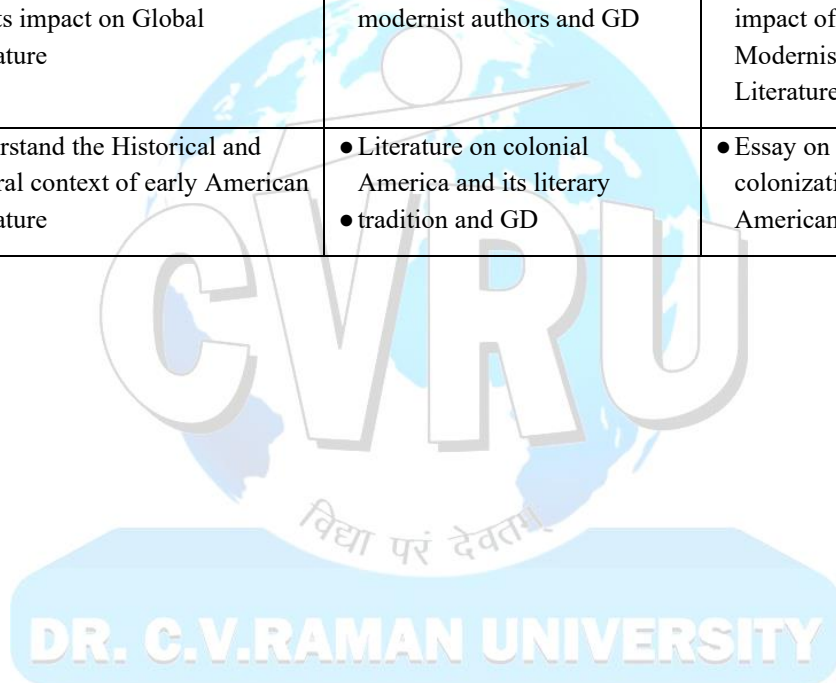 ts impact on Global
ature
modernist authors and GD
impact of
Modernis
Literature
rstand the Historical and
ral context of early American
ature
● Literature on colonial
America and its literary
● tradition and GD
● Essay on
colonizati
American
CVRU
विद्या परं देवतम्
DR. C.V.RAMAN UNIVERSITY